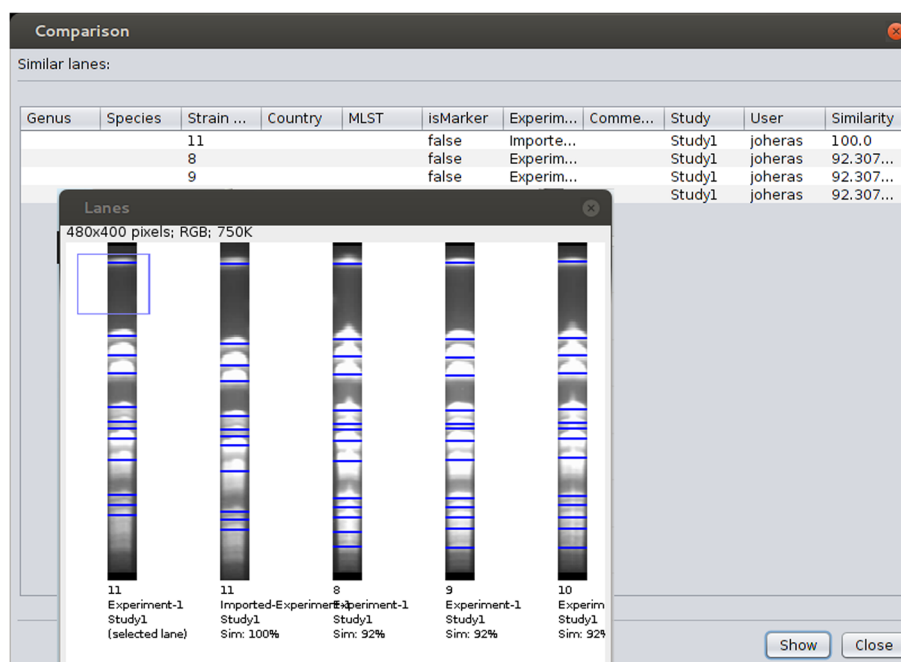 Comparison
Similar lanes:
Genus Species Strain ... Country MLST isMarker Experim... Comme... Study User Similarity
11 false Importe... Study1 joheras 100.0
8 false Experim... Study1 joheras 92.307...
9 false Experim... Study1 joheras 92.307...
Study1 joheras 92.307...
Lanes
480x400 pixels; RGB; 750K
11 11 8 9 10
Experiment-1 Imported-Experiment-1 Experiment-1 Experiment-1 Experim
Study1 Study1 Study1 Study1 Study1
(selected lane) Sim: 100% Sim: 92% Sim: 92% Sim: 92%
Show Close